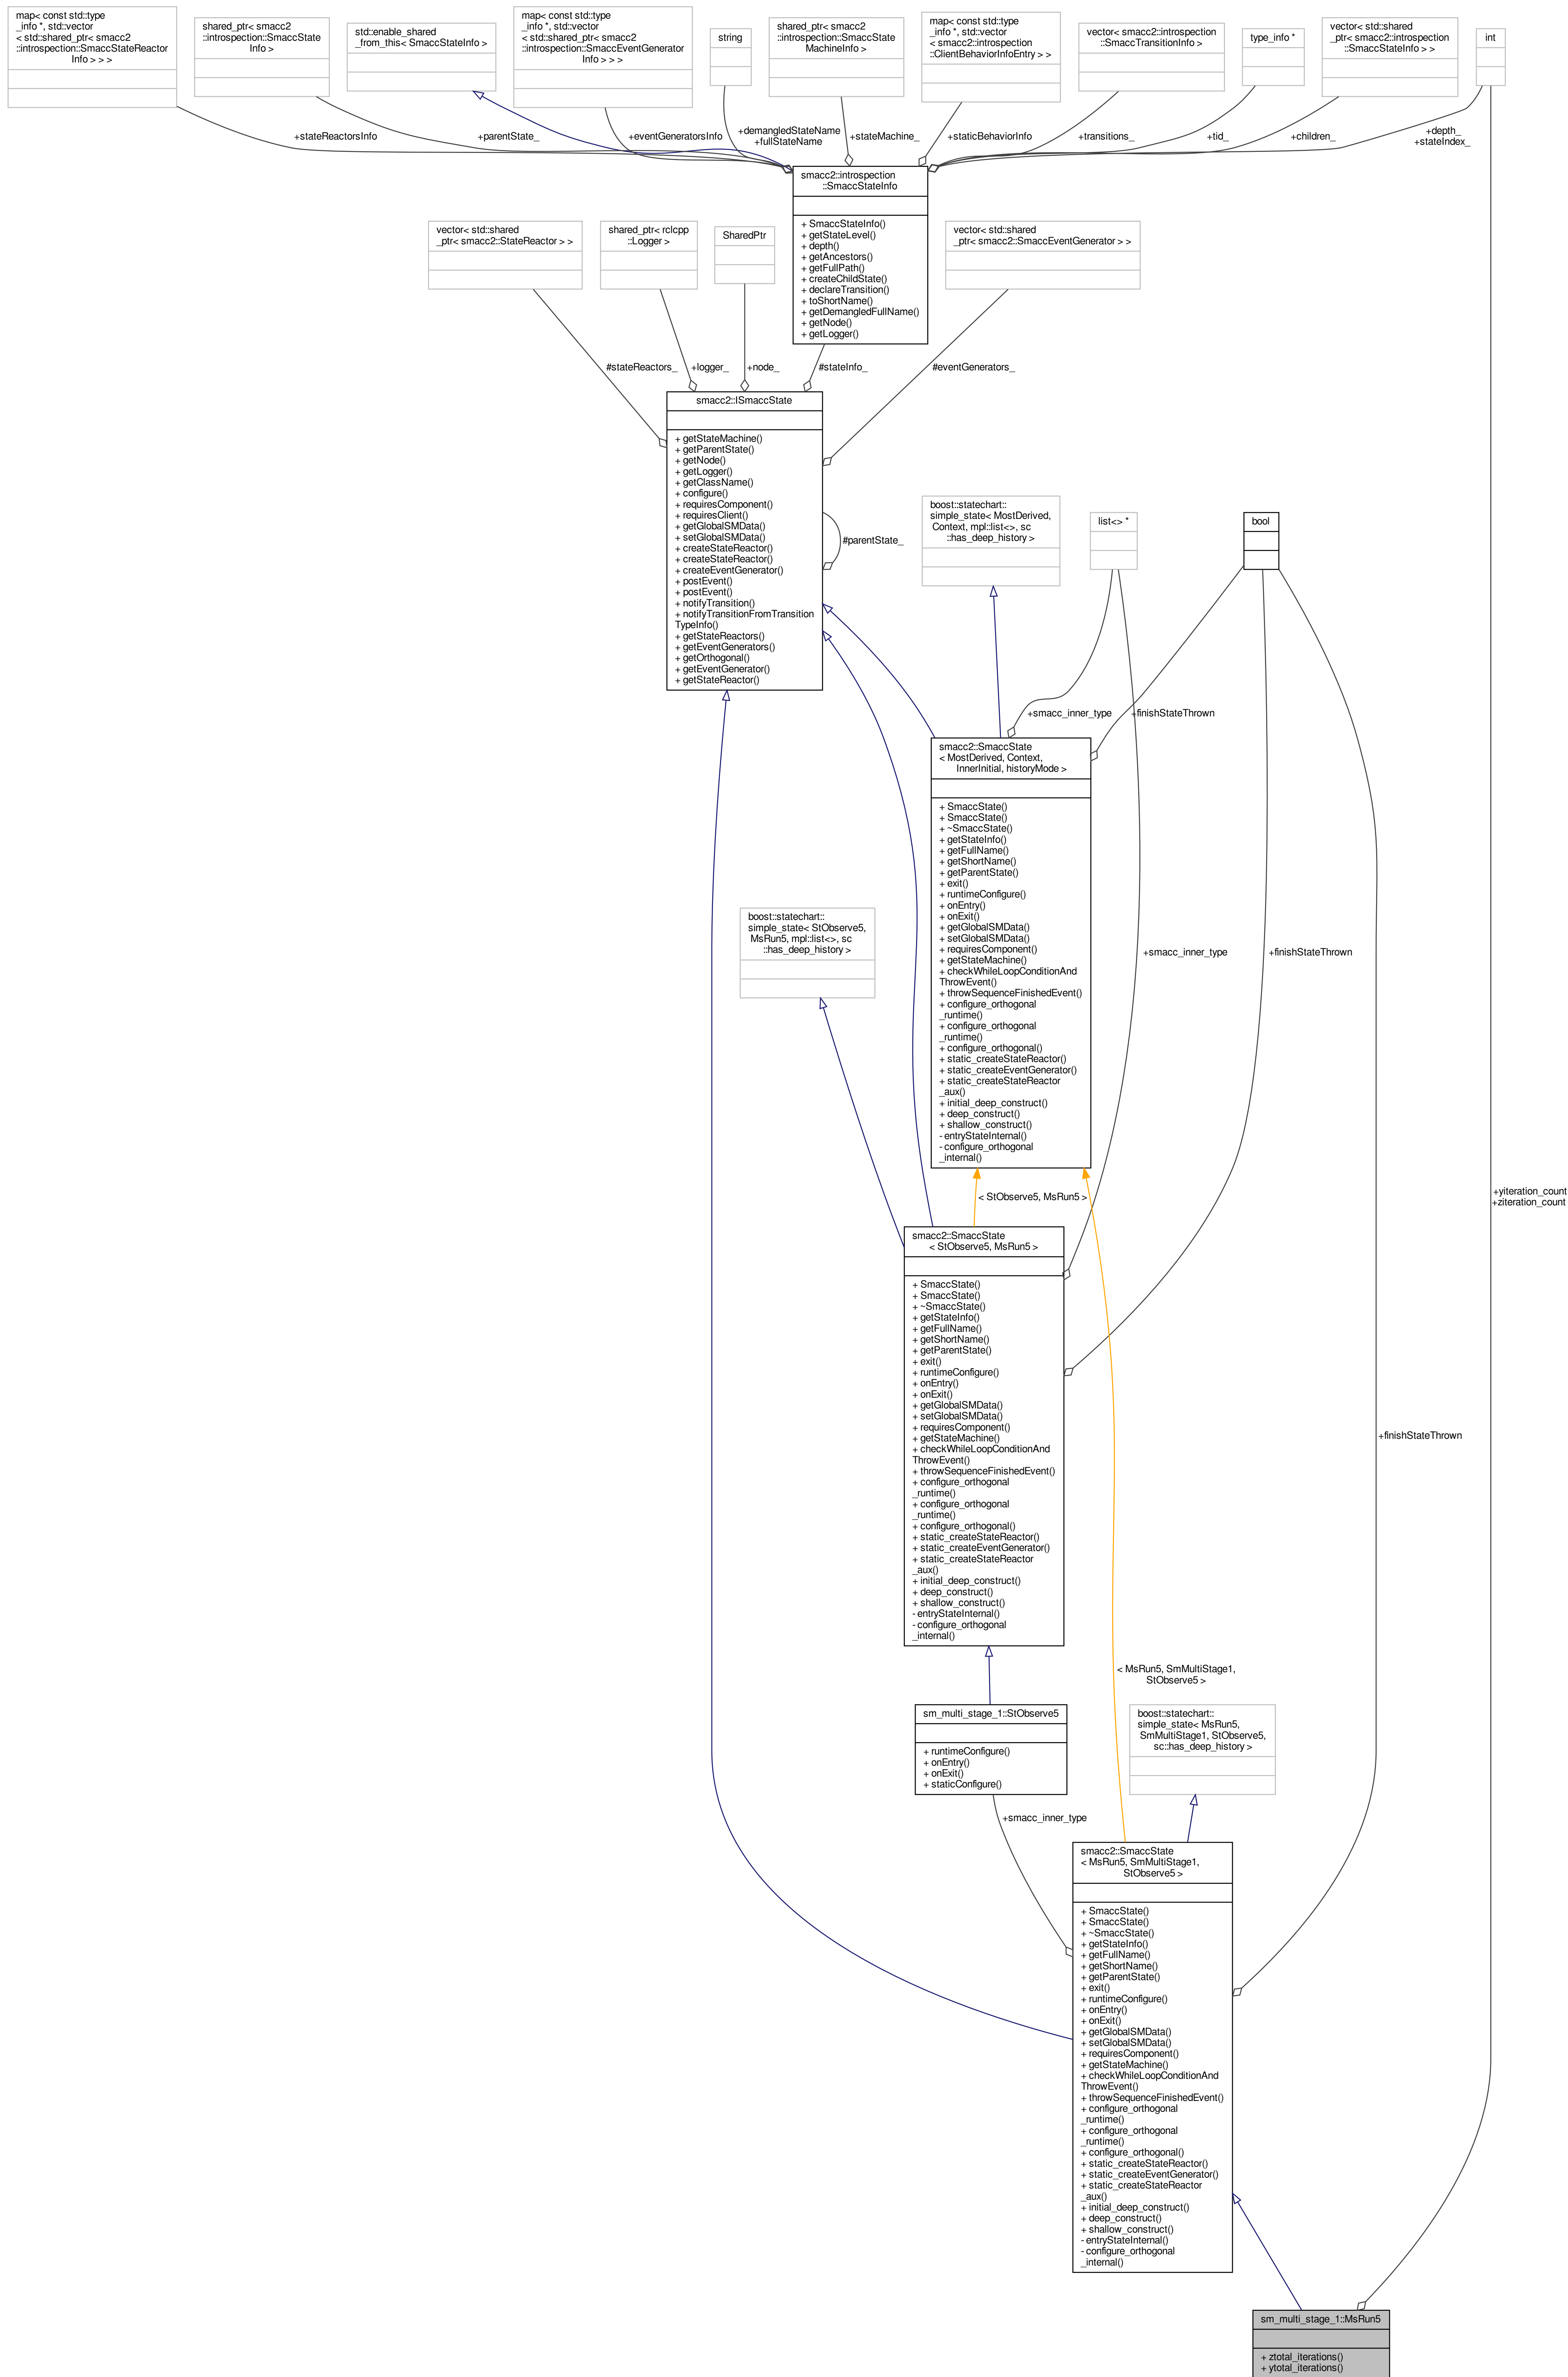 map< const std::type
_info *, std::vector
< std::shared_ptr< smacc2
::introspection::SmaccStateReactor
Info > > >
shared_ptr< smacc2
::introspection::SmaccState
Info >
std::enable_shared
_from_this< SmaccStateInfo >
map< const std::type
_info *, std::vector
< std::shared_ptr< smacc2
::introspection::SmaccEventGenerator
Info > > >
string
shared_ptr< smacc2
::introspection::SmaccState
MachineInfo >
map< const std::type
_info *, std::vector
< smacc2::introspection
::ClientBehaviorInfoEntry > >
vector< smacc2::introspection
::SmaccTransitionInfo >
type_info *
vector< std::shared
_ptr< smacc2::introspection
::SmaccStateInfo > >
int
+stateReactorsInfo
+parentState_
+eventGeneratorsInfo
+demangledStateName
+fullStateName
+stateMachine_
+staticBehaviorInfo
+transitions_
+tid_
+children_
+depth_
+stateIndex_
smacc2::introspection
::SmaccStateInfo
+ SmaccStateInfo()
+ getStateLevel()
+ depth()
+ getAncestors()
+ getFullPath()
+ createChildState()
+ declareTransition()
+ toShortName()
+ getDemangledFullName()
+ getNode()
+ getLogger()
vector< std::shared
_ptr< smacc2::StateReactor > >
shared_ptr< rclcpp
::Logger >
SharedPtr
vector< std::shared
_ptr< smacc2::SmaccEventGenerator > >
#stateReactors_
+logger_
+node_
#stateInfo_
#eventGenerators_
smacc2::ISmaccState
+ getStateMachine()
+ getParentState()
+ getNode()
+ getLogger()
+ getClassName()
+ configure()
+ requiresComponent()
+ requiresClient()
+ getGlobalSMData()
+ setGlobalSMData()
+ createStateReactor()
+ createStateReactor()
+ createEventGenerator()
+ postEvent()
+ postEvent()
+ notifyTransition()
+ notifyTransitionFromTransition
TypeInfo()
+ getStateReactors()
+ getEventGenerators()
+ getOrthogonal()
+ getEventGenerator()
+ getStateReactor()
#parentState_
boost::statechart::
simple_state< MostDerived,
Context, mpl::list<>, sc
::has_deep_history >
list<> *
bool
+smacc_inner_type
+finishStateThrown
smacc2::SmaccState
< MostDerived, Context,
InnerInitial, historyMode >
+ SmaccState()
+ SmaccState()
+ ~SmaccState()
+ getStateInfo()
+ getFullName()
+ getShortName()
+ getParentState()
+ exit()
+ runtimeConfigure()
+ onEntry()
+ onExit()
+ getGlobalSMData()
+ setGlobalSMData()
+ requiresComponent()
+ getStateMachine()
+ checkWhileLoopConditionAnd
ThrowEvent()
+ throwSequenceFinishedEvent()
+ configure_orthogonal
_runtime()
+ configure_orthogonal
_runtime()
+ configure_orthogonal()
+ static_createStateReactor()
+ static_createEventGenerator()
+ static_createStateReactor
_aux()
+ initial_deep_construct()
+ deep_construct()
+ shallow_construct()
- entryStateInternal()
- configure_orthogonal
_internal()
boost::statechart::
simple_state< StObserve5,
MsRun5, mpl::list<>, sc
::has_deep_history >
+smacc_inner_type
+finishStateThrown
< StObserve5, MsRun5 >
+yiteration_count
+ziteration_count
smacc2::SmaccState
< StObserve5, MsRun5 >
+ SmaccState()
+ SmaccState()
+ ~SmaccState()
+ getStateInfo()
+ getFullName()
+ getShortName()
+ getParentState()
+ exit()
+ runtimeConfigure()
+ onEntry()
+ onExit()
+ getGlobalSMData()
+ setGlobalSMData()
+ requiresComponent()
+ getStateMachine()
+ checkWhileLoopConditionAnd
ThrowEvent()
+ throwSequenceFinishedEvent()
+ configure_orthogonal
_runtime()
+ configure_orthogonal
_runtime()
+ configure_orthogonal()
+ static_createStateReactor()
+ static_createEventGenerator()
+ static_createStateReactor
_aux()
+ initial_deep_construct()
+ deep_construct()
+ shallow_construct()
- entryStateInternal()
- configure_orthogonal
_internal()
+finishStateThrown
< MsRun5, SmMultiStage1,
StObserve5 >
sm_multi_stage_1::StObserve5
+ runtimeConfigure()
+ onEntry()
+ onExit()
+ staticConfigure()
boost::statechart::
simple_state< MsRun5,
SmMultiStage1, StObserve5,
sc::has_deep_history >
+smacc_inner_type
smacc2::SmaccState
< MsRun5, SmMultiStage1,
StObserve5 >
+ SmaccState()
+ SmaccState()
+ ~SmaccState()
+ getStateInfo()
+ getFullName()
+ getShortName()
+ getParentState()
+ exit()
+ runtimeConfigure()
+ onEntry()
+ onExit()
+ getGlobalSMData()
+ setGlobalSMData()
+ requiresComponent()
+ getStateMachine()
+ checkWhileLoopConditionAnd
ThrowEvent()
+ throwSequenceFinishedEvent()
+ configure_orthogonal
_runtime()
+ configure_orthogonal
_runtime()
+ configure_orthogonal()
+ static_createStateReactor()
+ static_createEventGenerator()
+ static_createStateReactor
_aux()
+ initial_deep_construct()
+ deep_construct()
+ shallow_construct()
- entryStateInternal()
- configure_orthogonal
_internal()
sm_multi_stage_1::MsRun5
+ ztotal_iterations()
+ ytotal_iterations()